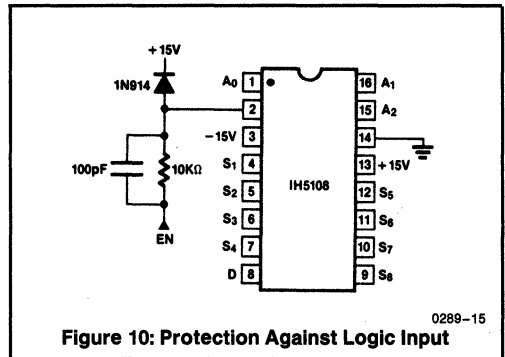 +15V
1N914
100pF
10KΩ
EN
A0 1
2
-15V 3
S1 4
S2 5
S3 6
S4 7
D 8
IH5108
16 A1
15 A2
14
13 +15V
12 S5
11 S6
10 S7
9 S8
0289-15
Figure 10: Protection Against Logic Input